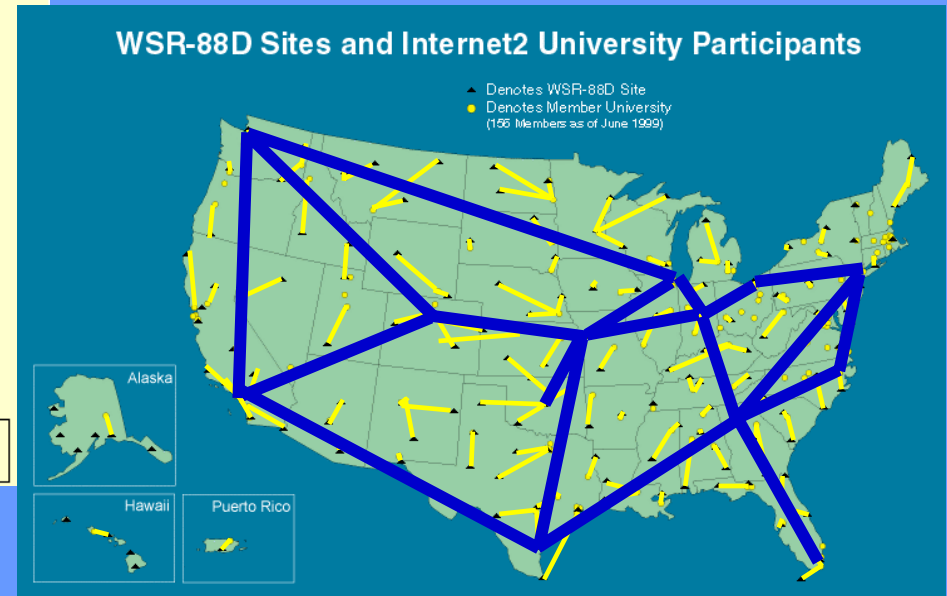 WSR-88D Sites and Internet2 University Participants
Denotes WSR-88D Site
Denotes Member University
(156 Members as of June 1999)
Alaska
Hawaii
Puerto Rico